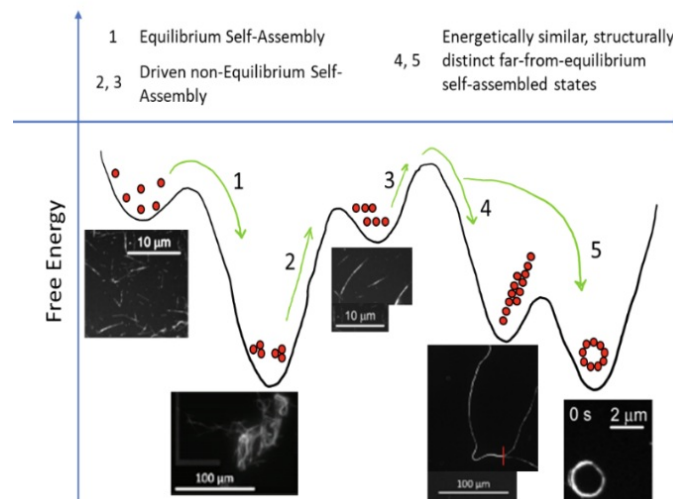 1 Equilibrium Self-Assembly
2, 3 Driven non-Equilibrium Self-
Assembly
4, 5 Energetically similar, structurally
distinct far-from-equilibrium
self-assembled states
Free Energy
1
2
3
4
5
10 μm
100 μm
10 μm
100 μm
0 s 2 μm